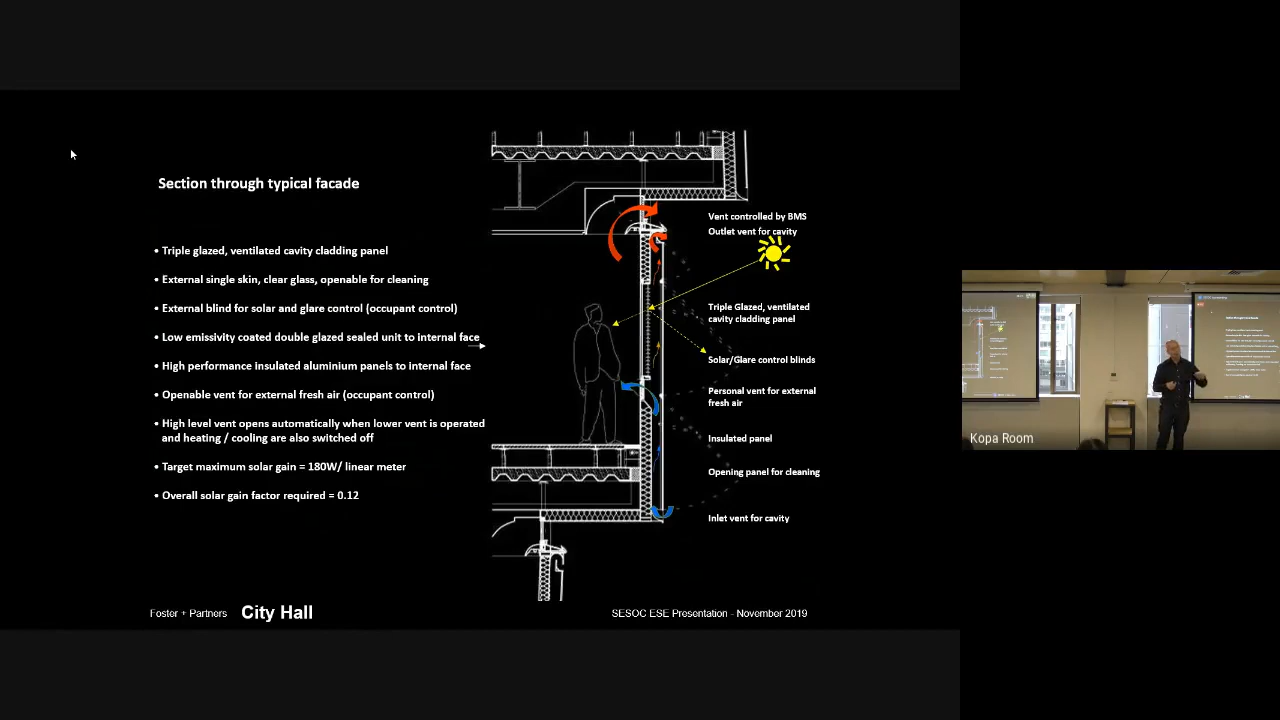 Section through typical facade
• Triple glazed, ventilated cavity cladding panel
• External single skin, clear glass, openable for cleaning
• External blind for solar and glare control (occupant control)
• Low emissivity coated double glazed sealed unit to internal face
• High performance insulated aluminium panels to internal face
• Openable vent for external fresh air (occupant control)
• High level vent opens automatically when lower vent is operated
and heating / cooling are also switched off
• Target maximum solar gain = 180W/ linear meter
• Overall solar gain factor required = 0.12
Vent controlled by BMS
Outlet vent for cavity
Triple Glazed, ventilated
cavity cladding panel
Solar/Glare control blinds
Personal vent for external
fresh air
Insulated panel
Opening panel for cleaning
Inlet vent for cavity
Foster + Partners City Hall
SESOC ESE Presentation - November 2019
Kopa Room